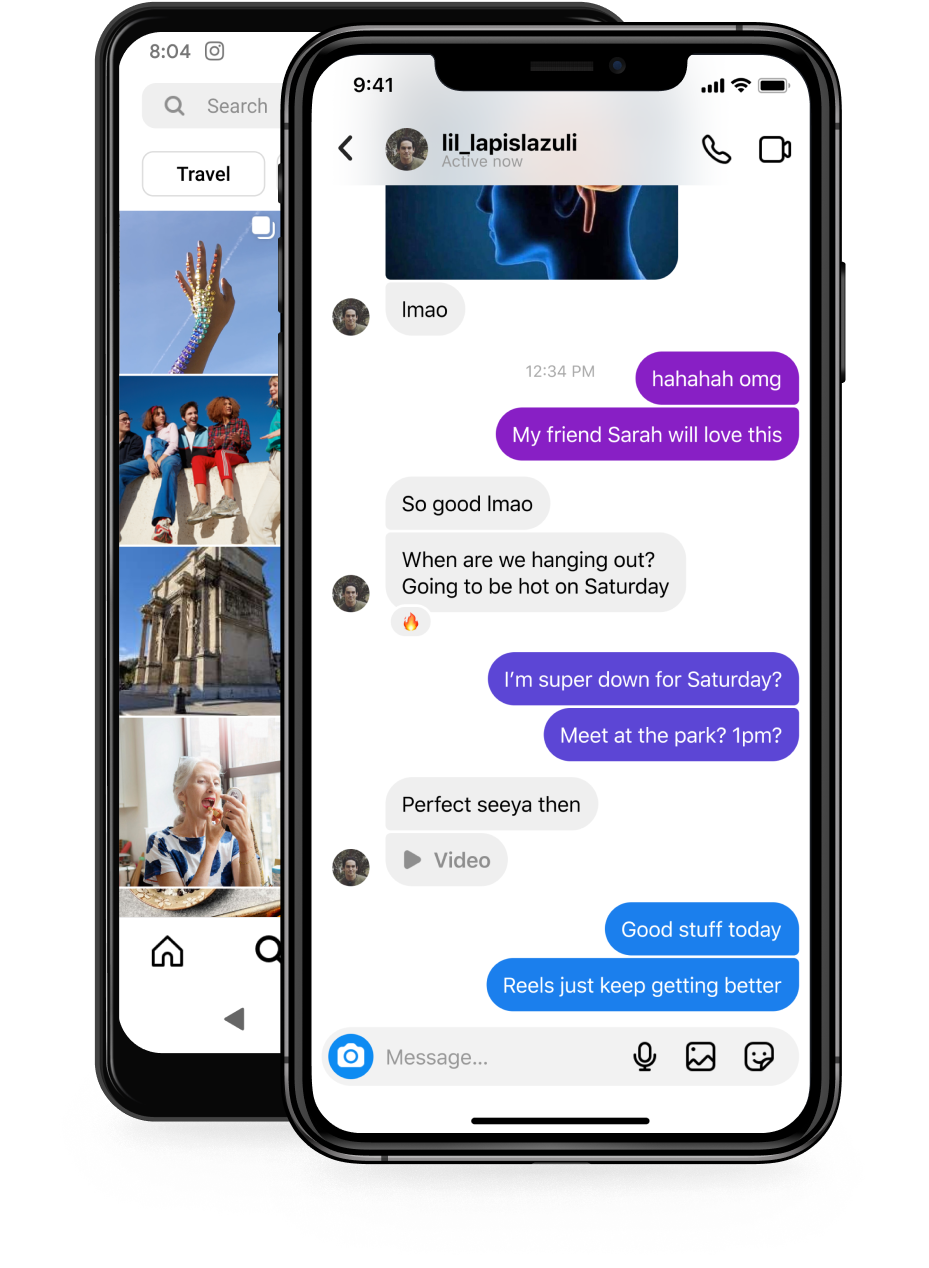 8:04
Search
Travel
9:41
lil_lapislazuli
Active now
lmao
12:34 PM
hahahah omg
My friend Sarah will love this
So good lmao
When are we hanging out?
Going to be hot on Saturday
I'm super down for Saturday?
Meet at the park? 1pm?
Perfect seeya then
Video
Good stuff today
Reels just keep getting better
Message...